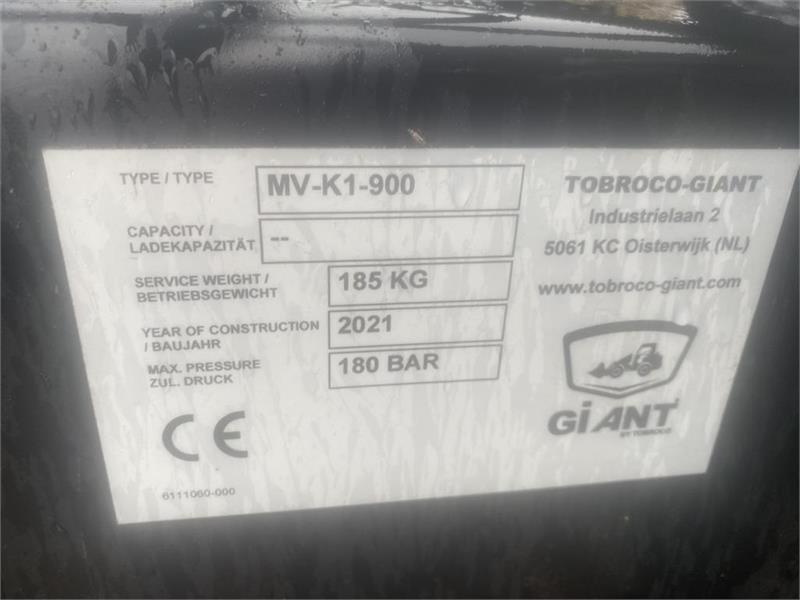 TYPE / TYPE MV-K1-900
CAPACITY / LADEKAPAZITÄT --
SERVICE WEIGHT / BETRIEBSGEWICHT 185 KG
YEAR OF CONSTRUCTION / BAUJAHR 2021
MAX. PRESSURE ZUL. DRUCK 180 BAR
CE
6111060-000
TOBROCO-GIANT
Industrielaan 2
5061 KC Oisterwijk (NL)
www.tobroco-giant.com
GiANT
BY TOBROCO